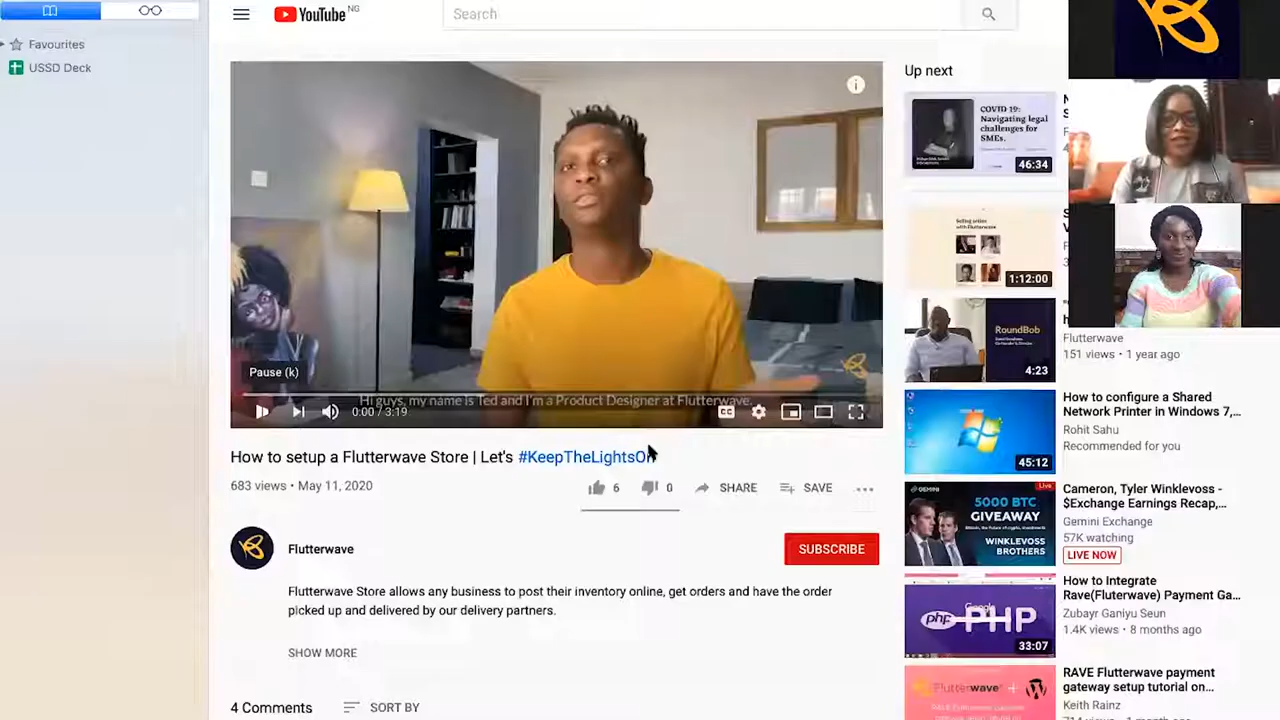 Favourites
USSD Deck
YouTube NG
Search
Pause (k)
Hi guys, my name is Ted and I'm a Product Designer at Flutterwave.
0:00 / 3:19
How to setup a Flutterwave Store | Let's #KeepTheLightsOn
683 views • May 11, 2020
6
0
SHARE
SAVE
Flutterwave
SUBSCRIBE
Flutterwave Store allows any business to post their inventory online, get orders and have the order
picked up and delivered by our delivery partners.
SHOW MORE
4 Comments
SORT BY
Up next
COVID 19:
Navigating legal
challenges for
SMEs.
46:34
Selling online
with Flutterwave
1:12:00
RoundBob
4:23
Flutterwave
151 views • 1 year ago
45:12
How to configure a Shared
Network Printer in Windows 7,...
Rohit Sahu
Recommended for you
GEMINI
Live
5000 BTC
GIVEAWAY
WINKLEVOSS
BROTHERS
Cameron, Tyler Winklevoss -
$Exchange Earnings Recap,...
Gemini Exchange
57K watching
LIVE NOW
Google
php
PHP
33:07
How to Integrate
Rave(Fluterwave) Payment Ga...
Zubayr Ganiyu Seun
1.4K views • 8 months ago
Flutterwave +
RAVE Flutterwave payment
gateway setup tutorial on...
Keith Rainz